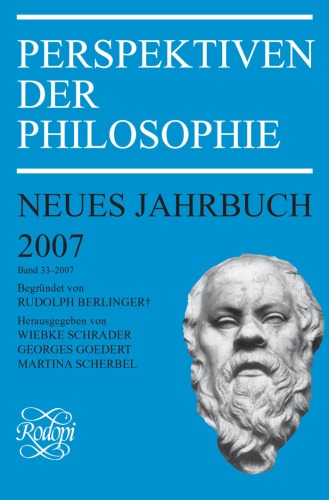 PERSPEKTIVEN
DER
PHILOSOPHIE
NEUES JAHRBUCH
2007
Band 33–2007
Begründet von
RUDOLPH BERLINGER†
Herausgegeben von
WIEBKE SCHRADER
GEORGES GOEDERT
MARTINA SCHERBEL
Rodopi